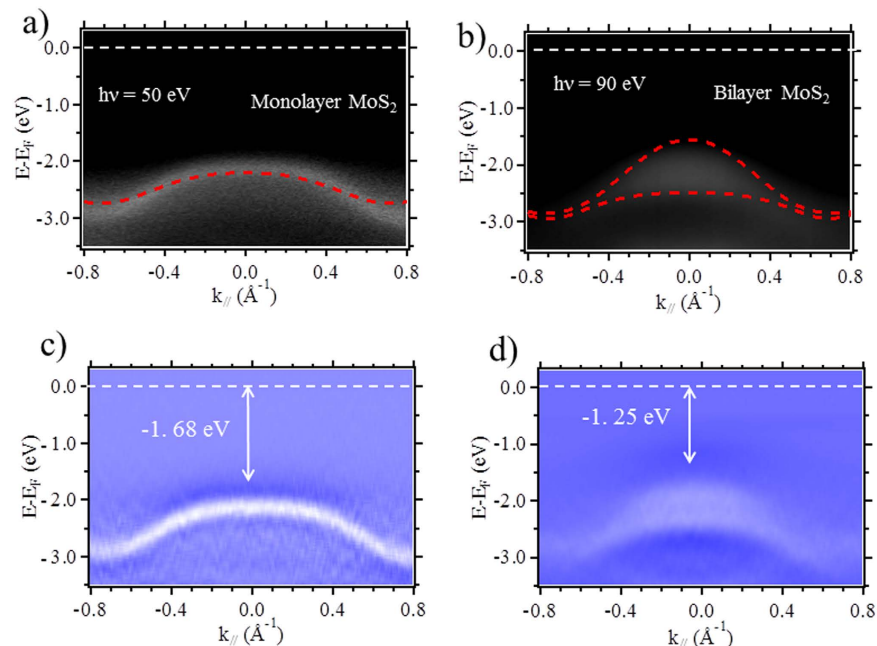 a)
0.0
-1.0
-2.0
-3.0
E-E_F (eV)
hν = 50 eV
Monolayer MoS₂
-0.8
-0.4
0.0
0.4
0.8
k_// (Å⁻¹)
b)
0.0
-1.0
-2.0
-3.0
E-E_F (eV)
hν = 90 eV
Bilayer MoS₂
-0.8
-0.4
0.0
0.4
0.8
k_// (Å⁻¹)
c)
0.0
-1.0
-2.0
-3.0
E-E_F (eV)
-1. 68 eV
-0.8
-0.4
0.0
0.4
0.8
k_// (Å⁻¹)
d)
0.0
-1.0
-2.0
-3.0
E-E_F (eV)
-1. 25 eV
-0.8
-0.4
0.0
0.4
0.8
k_// (Å⁻¹)